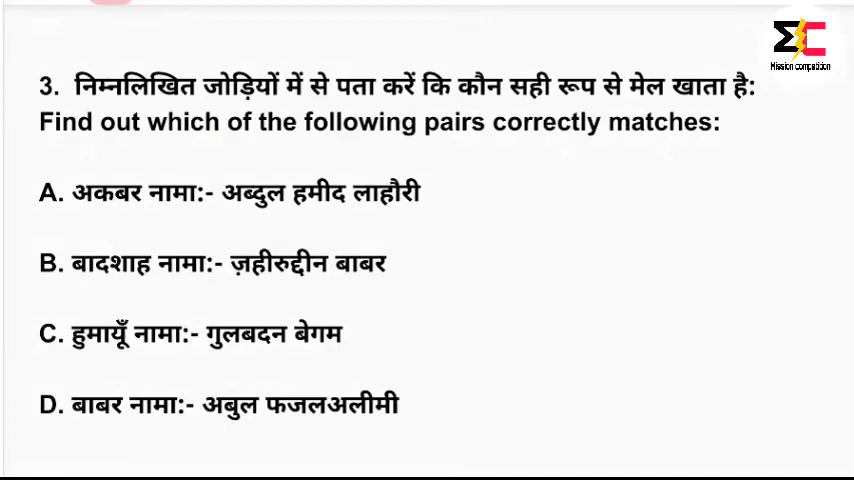 Mission competition
3. निम्नलिखित जोड़ियों में से पता करें कि कौन सही रूप से मेल खाता है:
Find out which of the following pairs correctly matches:
A. अकबर नामा:- अब्दुल हमीद लाहौरी
B. बादशाह नामा:- ज़हीरुद्दीन बाबर
C. हुमायूँ नामा:- गुलबदन बेगम
D. बाबर नामा:- अबुल फजलअलीमी